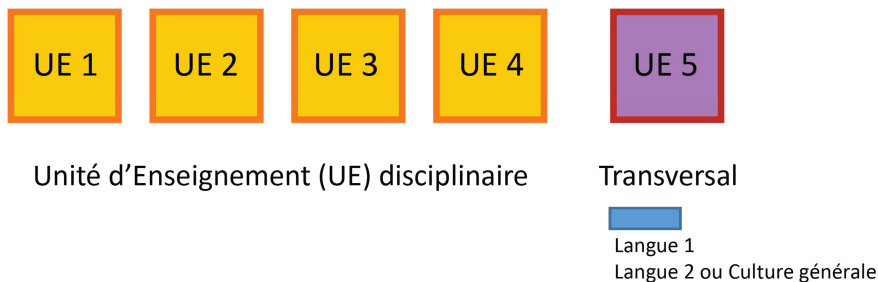 UE 1 UE 2 UE 3 UE 4 UE 5
Unité d’Enseignement (UE) disciplinaire Transversal
Langue 1
Langue 2 ou Culture générale